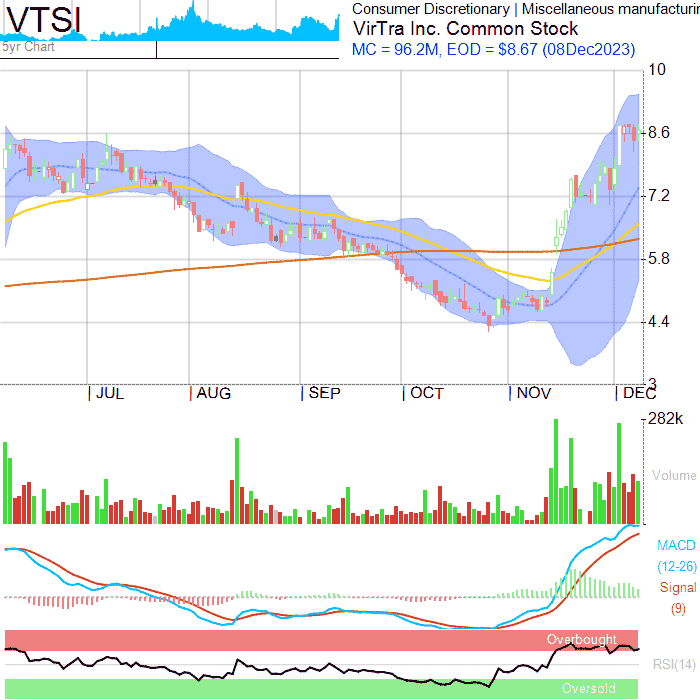 VTSI
5yr Chart
Consumer Discretionary | Miscellaneous manufacturin
VirTra Inc. Common Stock
MC = 96.2M, EOD = $8.67 (08Dec2023)
10
8.6
7.2
5.8
4.4
3
JUL AUG SEP OCT NOV DEC
282k
Volume
MACD
(12-26)
Signal
(9)
Overbought
RSI(14)
Oversold